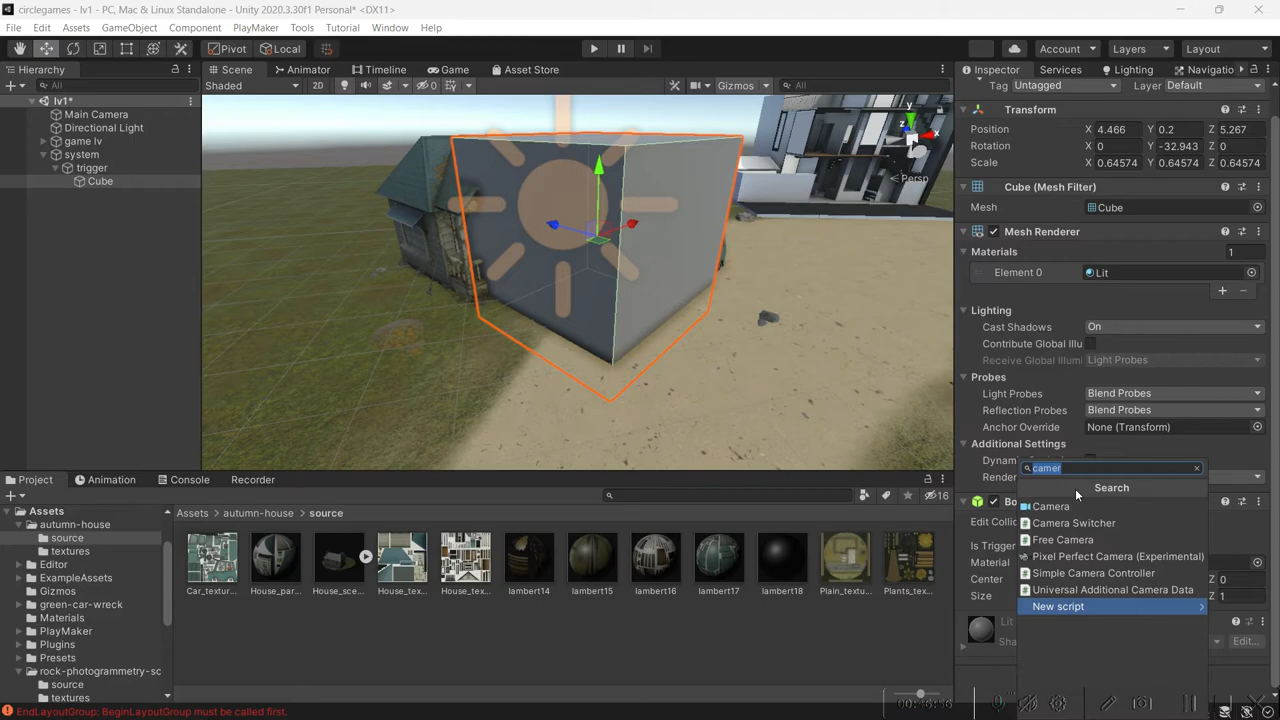 circlegames - lv1 - PC, Mac & Linux Standalone - Unity 2020.3.30f1 Personal* <DX11>
File Edit Assets GameObject Component PlayMaker Tools Tutorial Window Help
Pivot Local Account Layers Layout
Hierarchy Scene Animator Timeline Game Asset Store Inspector Services Lighting Navigatio
All Shaded 2D 0 Gizmos All Tag Untagged Layer Default
lv1*
Main Camera
Directional Light
game lv
system
trigger
Cube
y
z x
Persp
Transform
Position X 4.466 Y 0.2 Z 5.267
Rotation X 0 Y -32.943 Z 0
Scale X 0.64574 Y 0.64574 Z 0.64574
Cube (Mesh Filter)
Mesh Cube
Mesh Renderer
Materials 1
Element 0 Lit
Lighting
Cast Shadows On
Contribute Global Illu
Receive Global Illumi Light Probes
Probes
Light Probes Blend Probes
Reflection Probes Blend Probes
Anchor Override None (Transform)
Additional Settings
Dynam
Render
Bo
Edit Collic
Is Trigger
Material
Center Z 0
Size Z 1
Lit
Sha Edit...
camer
Search
Camera
Camera Switcher
Free Camera
Pixel Perfect Camera (Experimental)
Simple Camera Controller
Universal Additional Camera Data
New script
Project Animation Console Recorder
16
Assets
autumn-house
source
textures
Editor
ExampleAssets
Gizmos
green-car-wreck
Materials
PlayMaker
Plugins
Presets
rock-photogrammetry-sc
source
textures
Assets > autumn-house > source
Car_textur... House_par... House_tex... House_tex... lambert14 lambert15 lambert16 lambert17 lambert18 Plain_textu... Plants_tex...
EndLayoutGroup: BeginLayoutGroup must be called first.
00:46:56